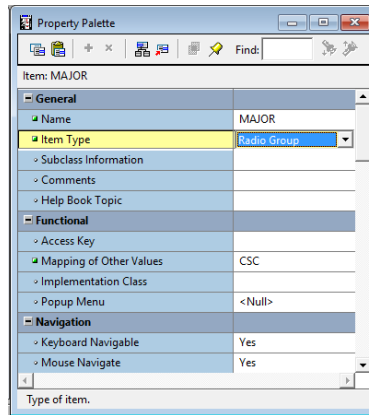 Property Palette
Find:
Item: MAJOR
General
Name MAJOR
Item Type Radio Group
Subclass Information
Comments
Help Book Topic
Functional
Access Key
Mapping of Other Values CSC
Implementation Class
Popup Menu <Null>
Navigation
Keyboard Navigable Yes
Mouse Navigate Yes
Type of item.